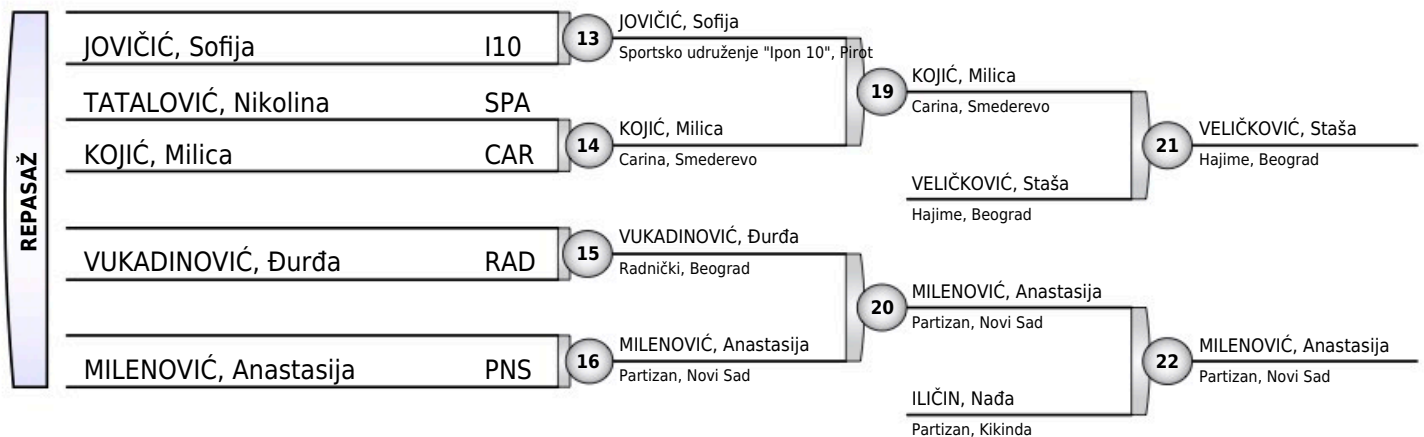 REPASAŽ
JOVIČIĆ, Sofija I10
TATALOVIĆ, Nikolina SPA
KOJIĆ, Milica CAR
VUKADINOVIĆ, Đurđa RAD
MILENOVIĆ, Anastasija PNS
13
JOVIČIĆ, Sofija
Sportsko udruženje "Ipon 10", Pirot
14
KOJIĆ, Milica
Carina, Smederevo
15
VUKADINOVIĆ, Đurđa
Radnički, Beograd
16
MILENOVIĆ, Anastasija
Partizan, Novi Sad
19
KOJIĆ, Milica
Carina, Smederevo
VELIČKOVIĆ, Staša
Hajime, Beograd
20
MILENOVIĆ, Anastasija
Partizan, Novi Sad
ILIČIN, Nađa
Partizan, Kikinda
21
VELIČKOVIĆ, Staša
Hajime, Beograd
22
MILENOVIĆ, Anastasija
Partizan, Novi Sad